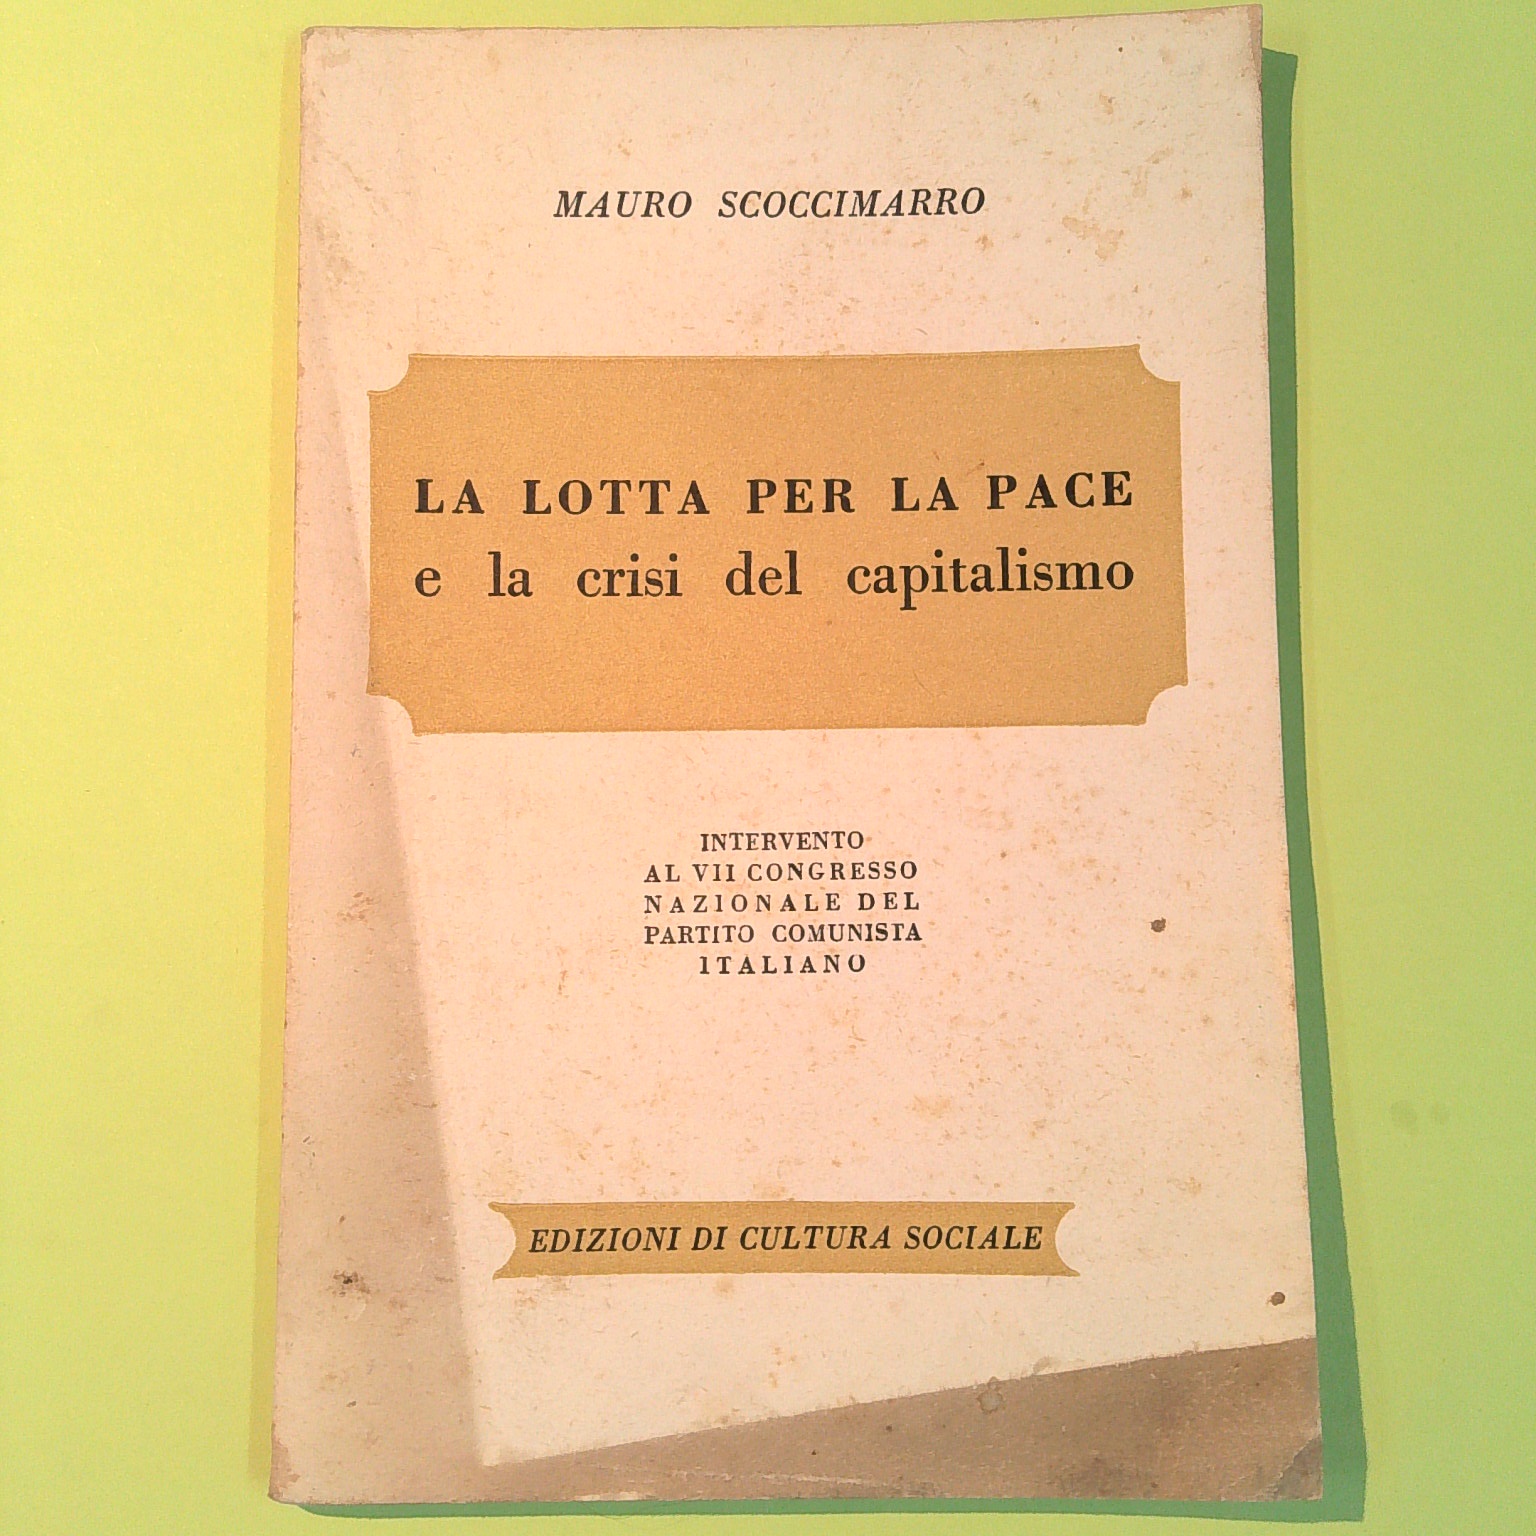 MAURO SCOCCIMARRO
LA LOTTA PER LA PACE
e la crisi del capitalismo
INTERVENTO
AL VII CONGRESSO
NAZIONALE DEL
PARTITO COMUNISTA
ITALIANO
EDIZIONI DI CULTURA SOCIALE